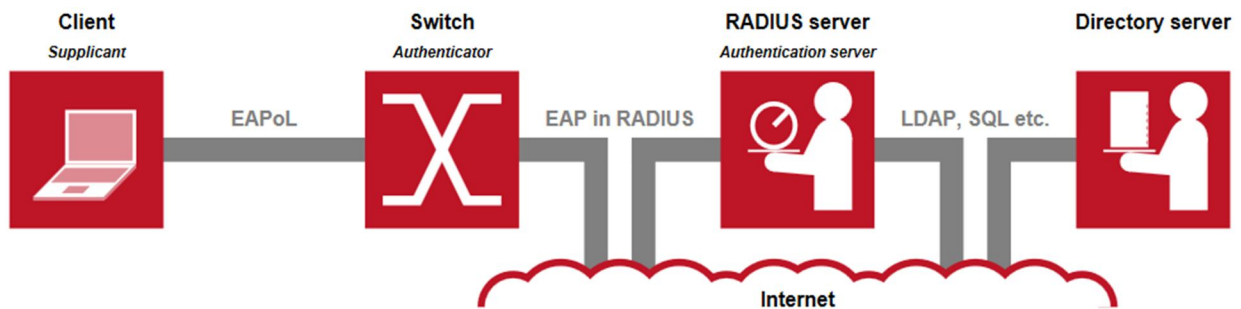 Client
Supplicant
Switch
Authenticator
RADIUS server
Authentication server
Directory server
EAPoL
EAP in RADIUS
LDAP, SQL etc.
Internet